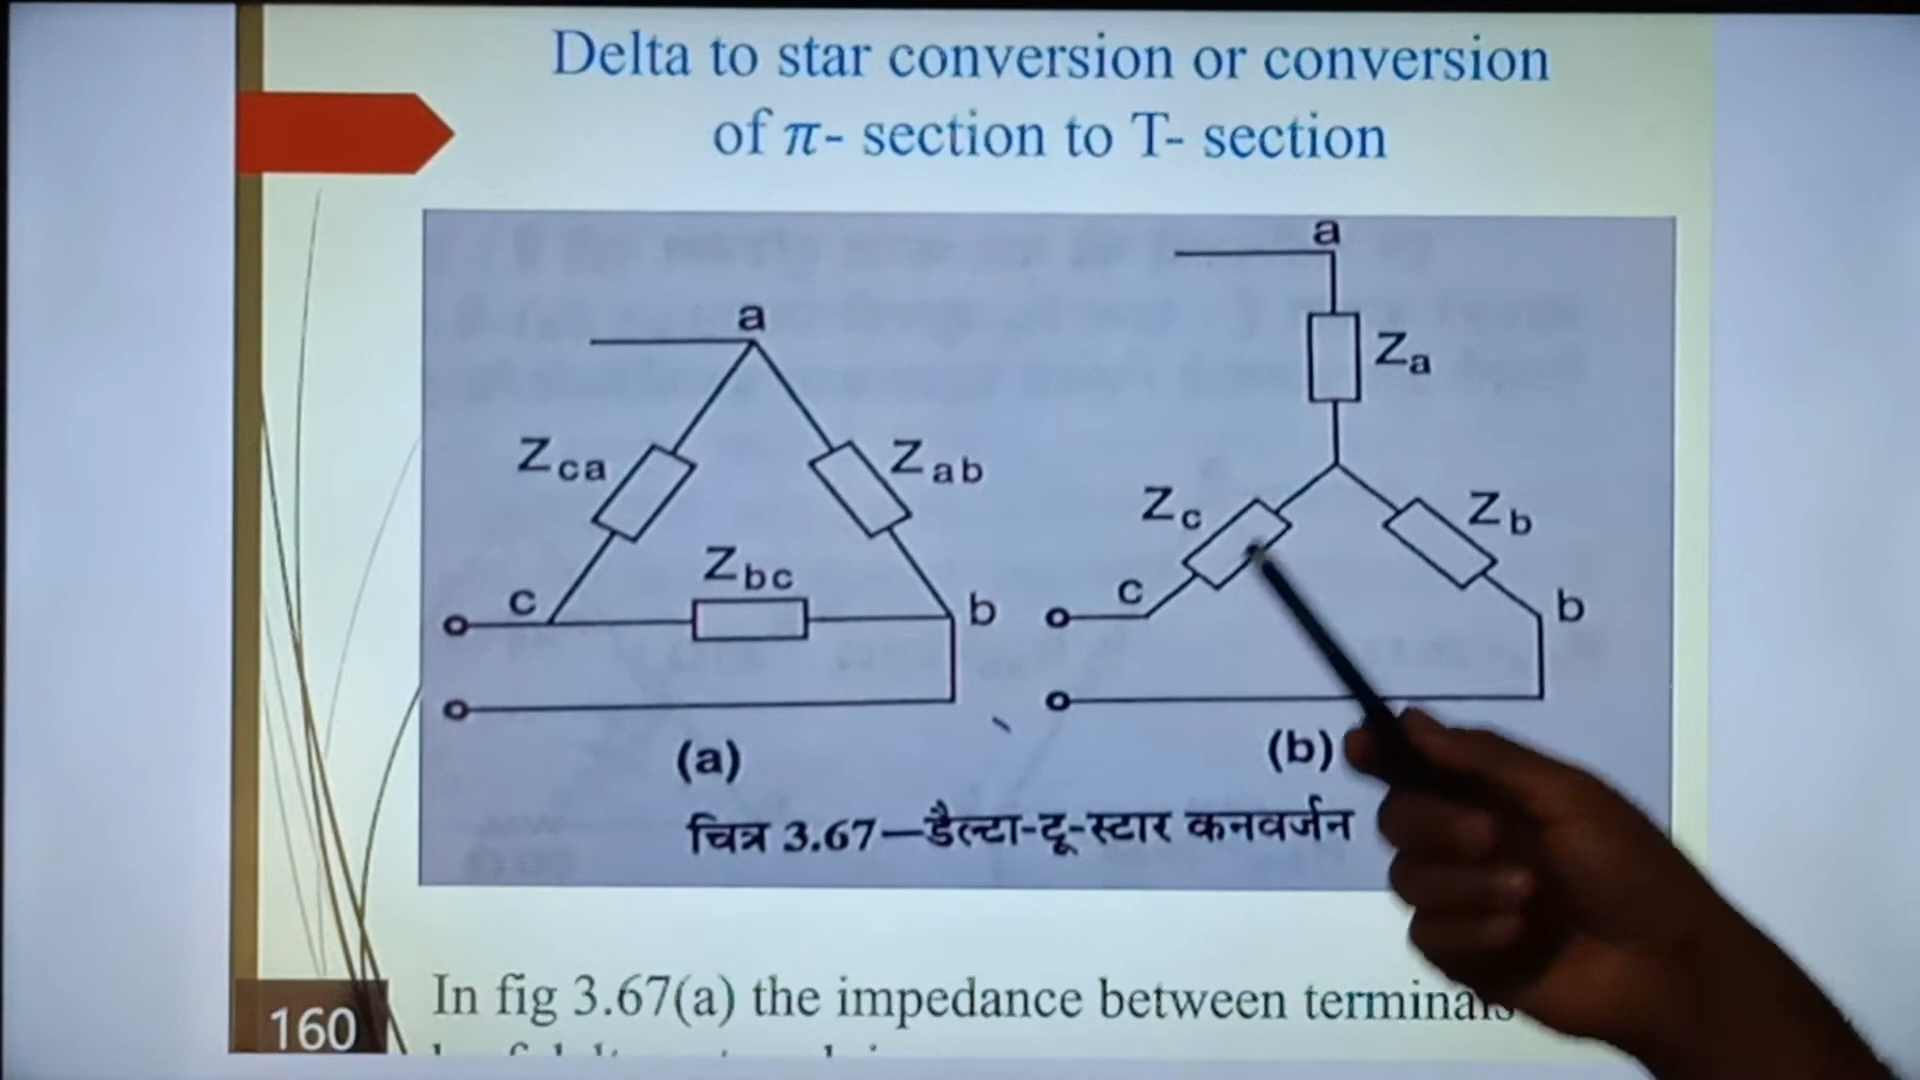 Delta to star conversion or conversion
of π- section to T- section
a
Zca
Zab
Zbc
c
b
(a)
a
Za
Zc
Zb
c
b
(b)
चित्र 3.67—डैल्टा-टू-स्टार कनवर्जन
In fig 3.67(a) the impedance between terminals
160